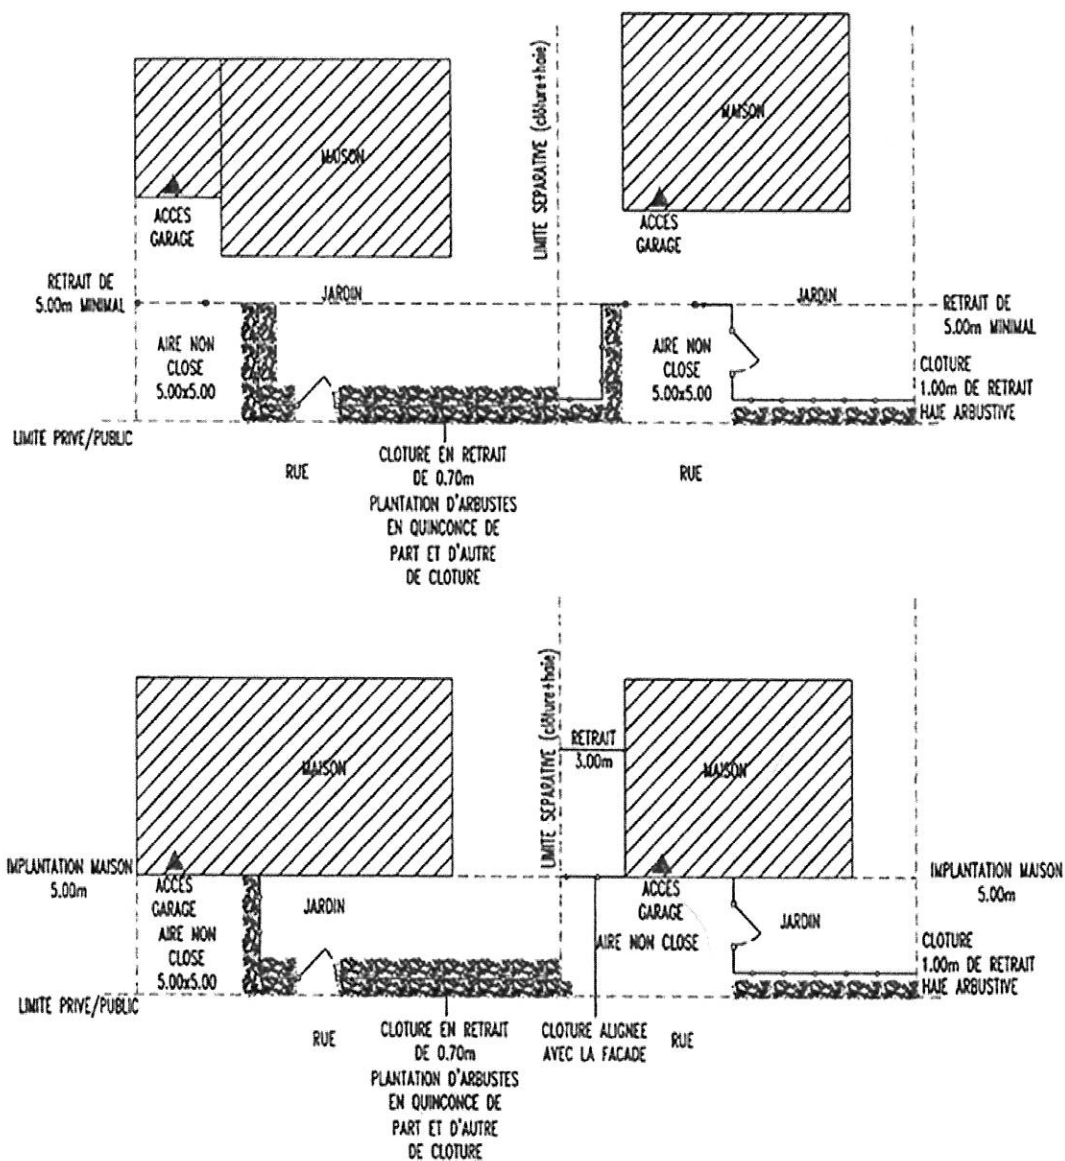 MAISON
ACCES
GARAGE
LIMITE SEPARATIVE (clôture+haie)
MAISON
ACCES
GARAGE
RETRAIT DE
5.00m MINIMAL
JARDIN
JARDIN
RETRAIT DE
5.00m MINIMAL
AIRE NON
CLOSE
5.00x5.00
AIRE NON
CLOSE
5.00x5.00
CLOTURE
1.00m DE RETRAIT
HAIE ARBUSTIVE
LIMITE PRIVE/PUBLIC
RUE
CLOTURE EN RETRAIT
DE 0.70m
PLANTATION D'ARBUSTES
EN QUINCONCE DE
PART ET D'AUTRE
DE CLOTURE
RUE
LIMITE SEPARATIVE (clôture+haie)
RETRAIT
3.00m
MAISON
MAISON
IMPLANTATION MAISON
5.00m
ACCES
GARAGE
AIRE NON
CLOSE
5.00x5.00
JARDIN
ACCES
GARAGE
AIRE NON CLOSE
JARDIN
IMPLANTATION MAISON
5.00m
CLOTURE
1.00m DE RETRAIT
HAIE ARBUSTIVE
LIMITE PRIVE/PUBLIC
RUE
CLOTURE EN RETRAIT
DE 0.70m
PLANTATION D'ARBUSTES
EN QUINCONCE DE
PART ET D'AUTRE
DE CLOTURE
CLOTURE ALIGNEE
AVEC LA FACADE
RUE